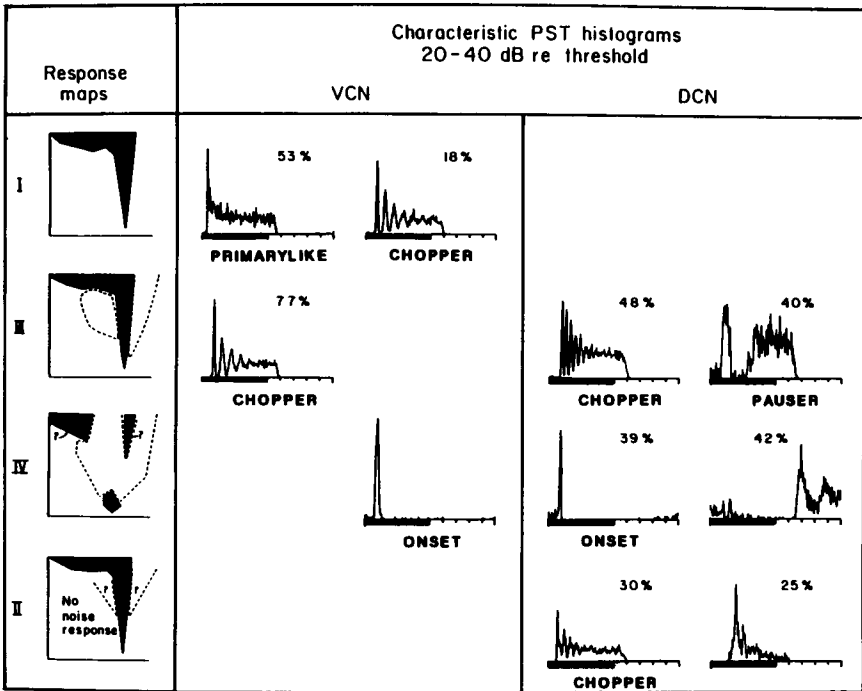 Characteristic PST histograms
20-40 dB re threshold
Response
maps
VCN
DCN
I
53%
18%
PRIMARYLIKE
CHOPPER
III
77%
48%
40%
CHOPPER
CHOPPER
PAUSER
IV
?
?
39%
42%
ONSET
ONSET
II
?
?
No
noise
response
30%
25%
CHOPPER